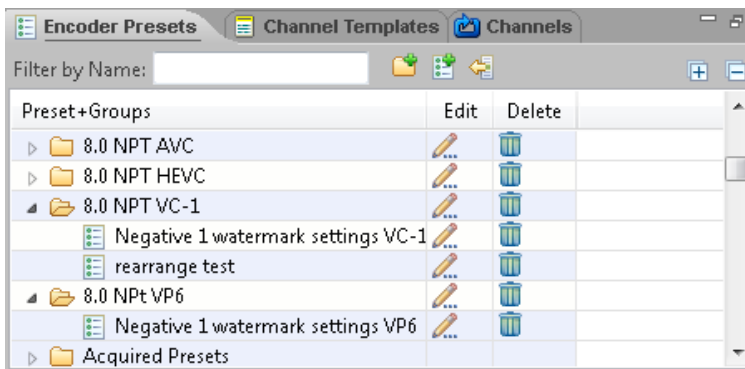 Encoder Presets Channel Templates Channels
Filter by Name:
Preset+Groups Edit Delete
8.0 NPT AVC
8.0 NPT HEVC
8.0 NPT VC-1
Negative 1 watermark settings VC-1
rearrange test
8.0 NPt VP6
Negative 1 watermark settings VP6
Acquired Presets